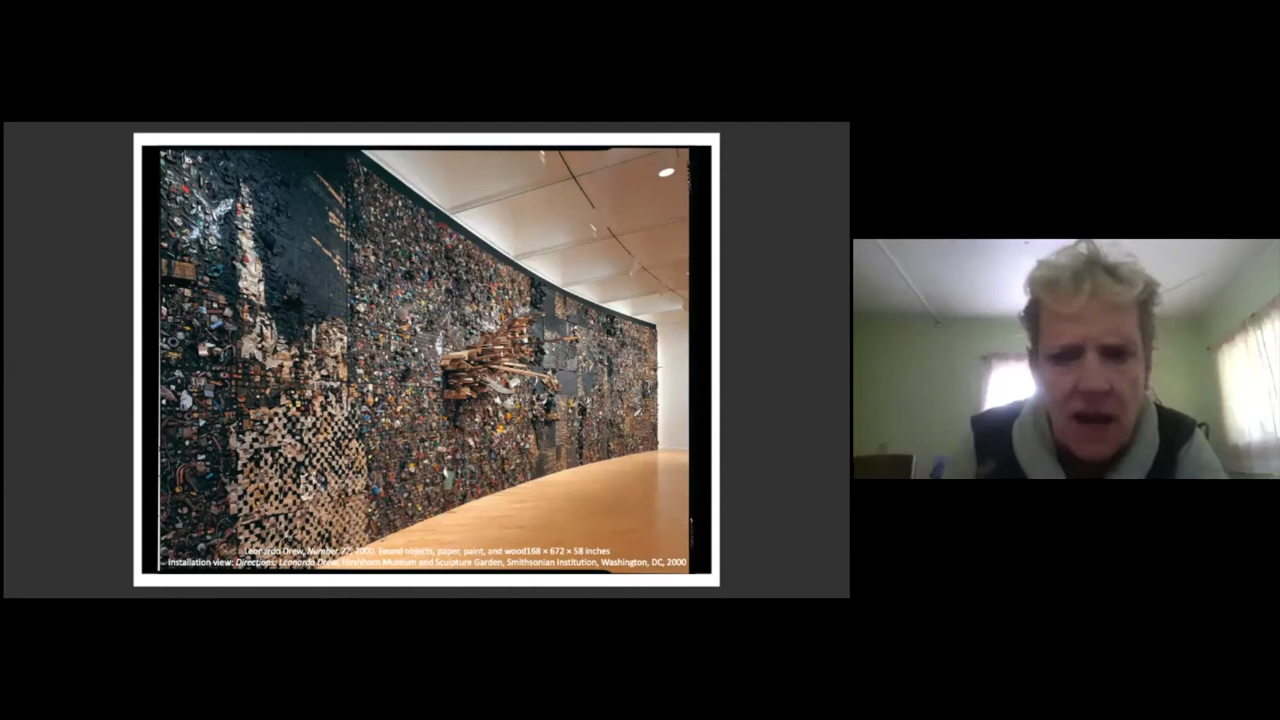 Leonardo Drew, Number 77, 2000. Found objects, paper, paint, and wood168 × 672 × 58 inches
Installation view: Directions: Leonardo Drew, Hirshhorn Museum and Sculpture Garden, Smithsonian Institution, Washington, DC, 2000